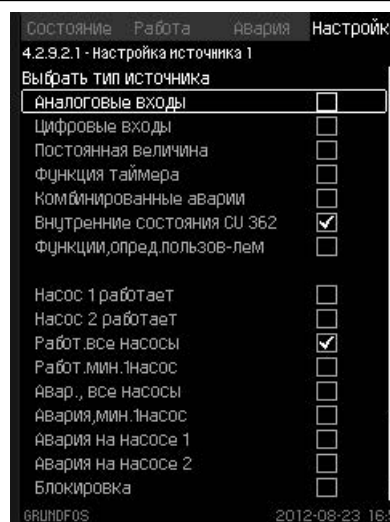 Состояние Работа Авария Настройк
4.2.9.2.1 - Настройка источника 1
Выбрать тип источника
Аналоговые входы
Цифровые входы
Постоянная величина
Функция таймера
Комбинированные аварии
Внутренние состояния CU 362
Функции,опред.пользов-лем
Насос 1 работает
Насос 2 работает
Работ.все насосы
Работ.мин.1насос
Авар., все насосы
Авария,мин.1насос
Авария на насосе 1
Авария на насосе 2
Блокировка
GRUNDFOS 2012-08-23 16: